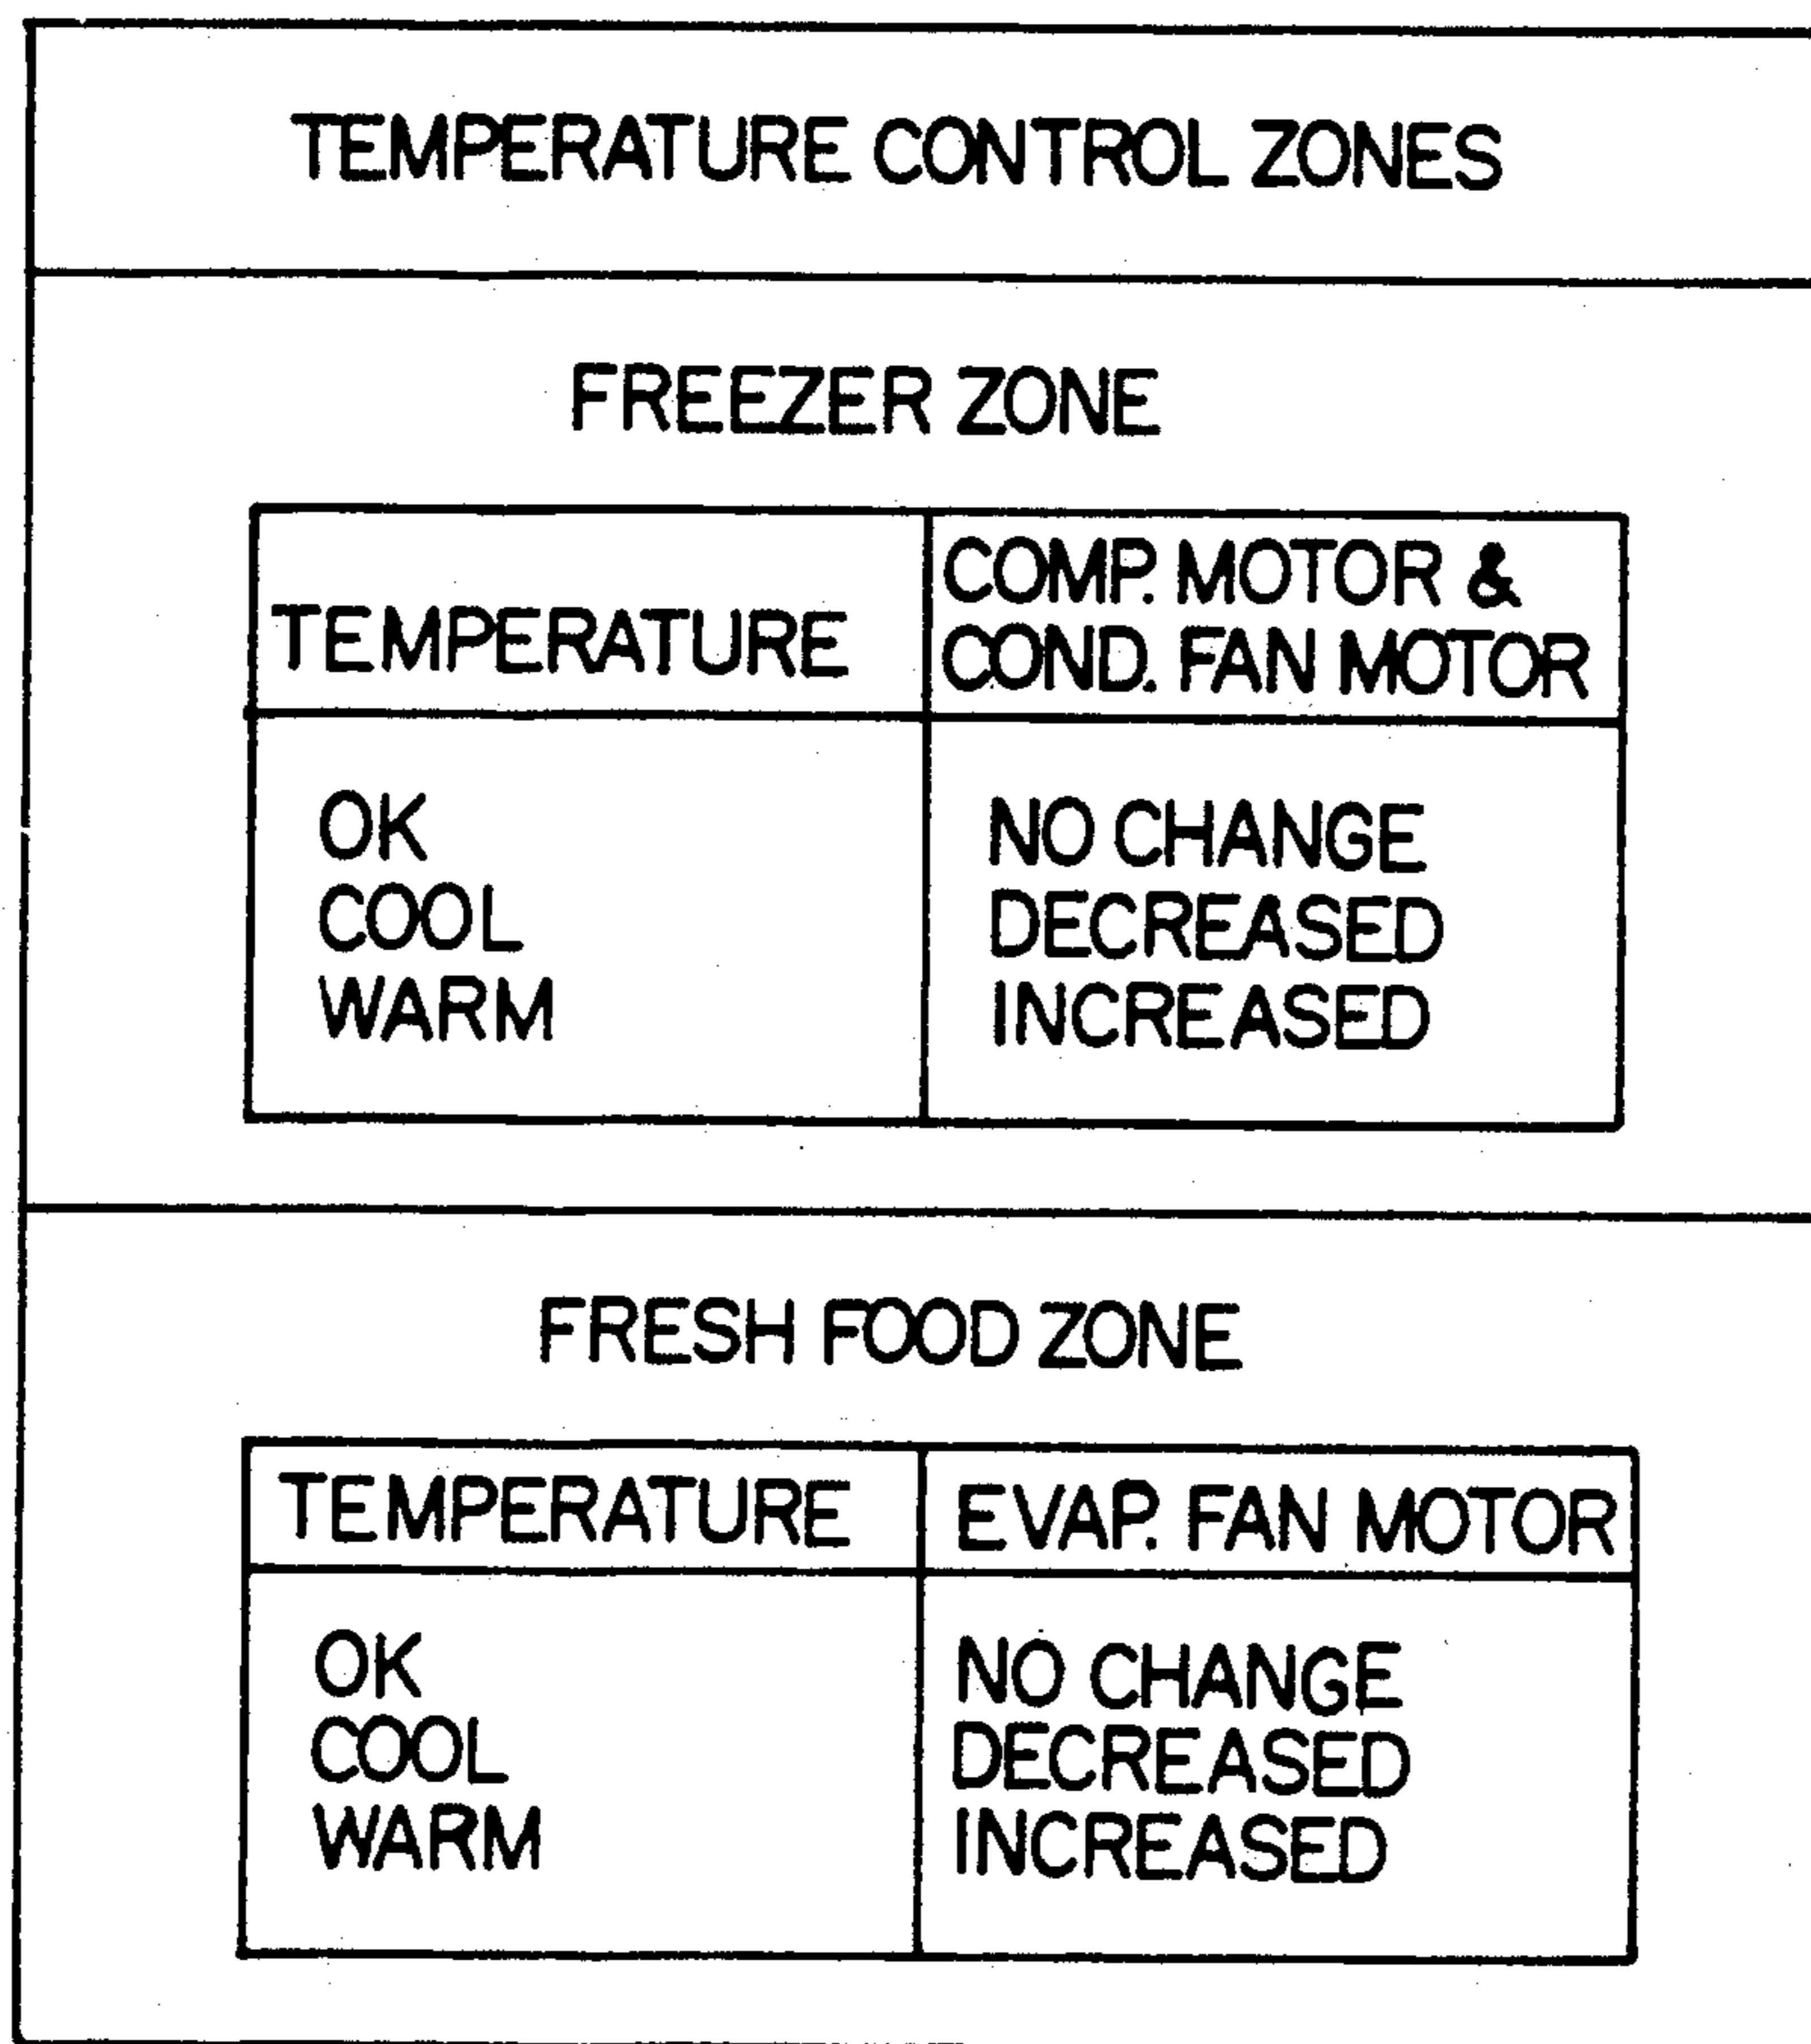 TEMPERATURE CONTROL ZONES
FREEZER ZONE
TEMPERATURE
COMP. MOTOR &
COND. FAN MOTOR
OK NO CHANGE
COOL DECREASED
WARM INCREASED
FRESH FOOD ZONE
TEMPERATURE EVAP. FAN MOTOR
OK NO CHANGE
COOL DECREASED
WARM INCREASED